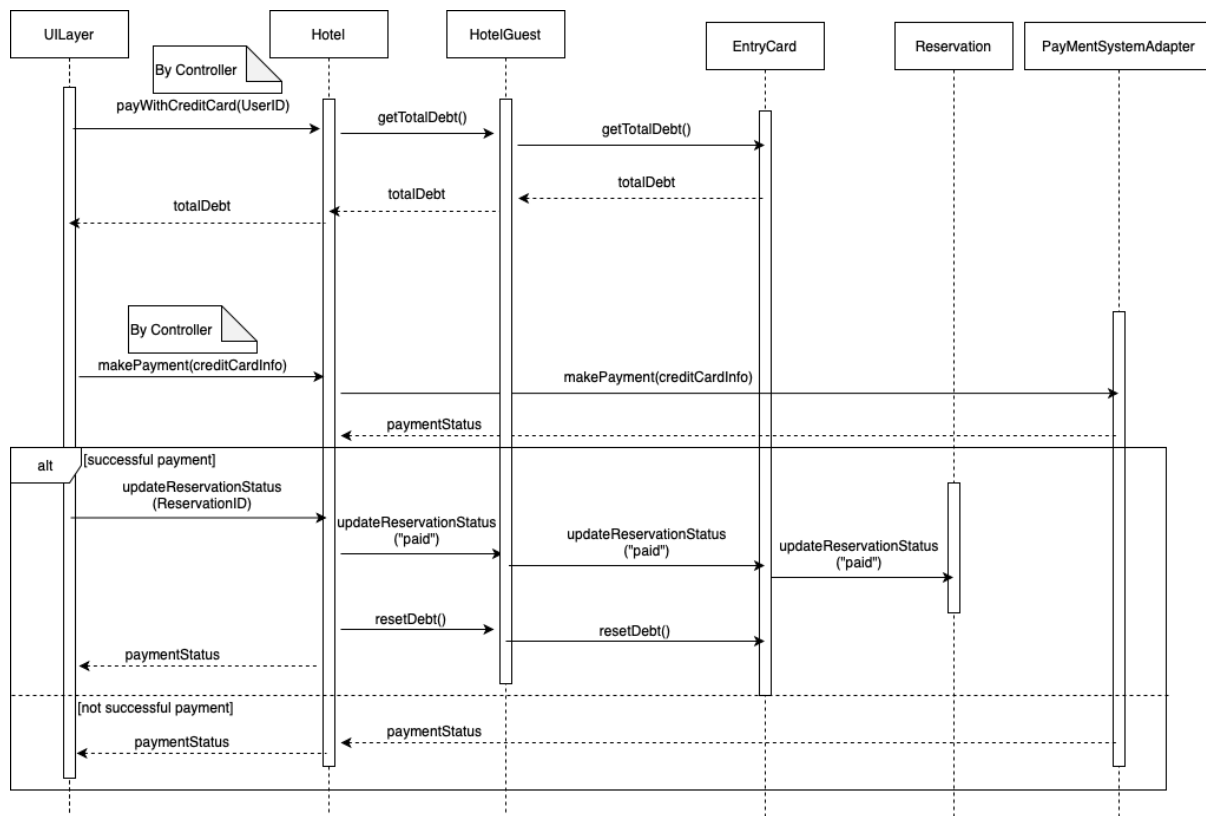 UILayer
Hotel
HotelGuest
EntryCard
Reservation
PayMentSystemAdapter
By Controller
payWithCreditCard(UserID)
getTotalDebt()
getTotalDebt()
totalDebt
totalDebt
totalDebt
By Controller
makePayment(creditCardInfo)
makePayment(creditCardInfo)
paymentStatus
alt
[successful payment]
updateReservationStatus
(ReservationID)
updateReservationStatus
("paid")
updateReservationStatus
("paid")
updateReservationStatus
("paid")
resetDebt()
resetDebt()
paymentStatus
[not successful payment]
paymentStatus
paymentStatus